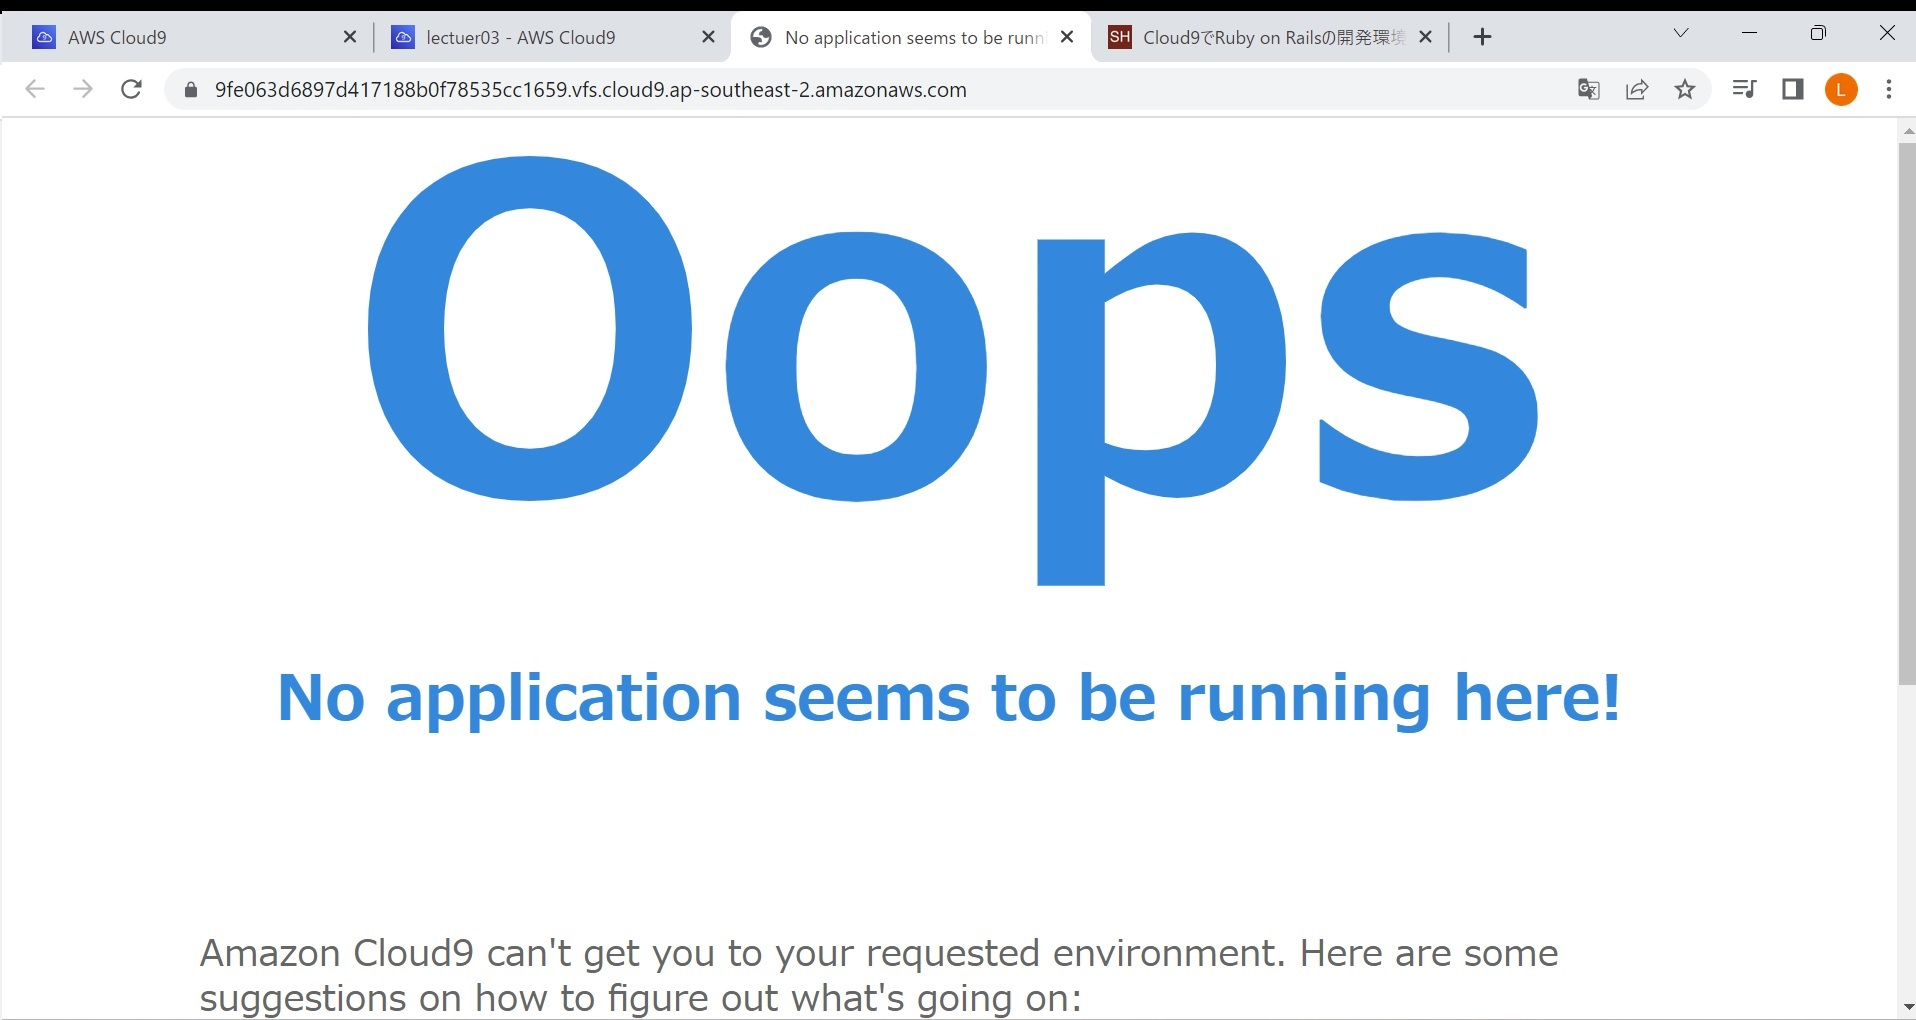 AWS Cloud9
lectuer03 - AWS Cloud9
No application seems to be runni
SH Cloud9でRuby on Railsの開発環境
9fe063d6897d417188b0f78535cc1659.vfs.cloud9.ap-southeast-2.amazonaws.com
L
Oops
No application seems to be running here!
Amazon Cloud9 can't get you to your requested environment. Here are some
suggestions on how to figure out what's going on: